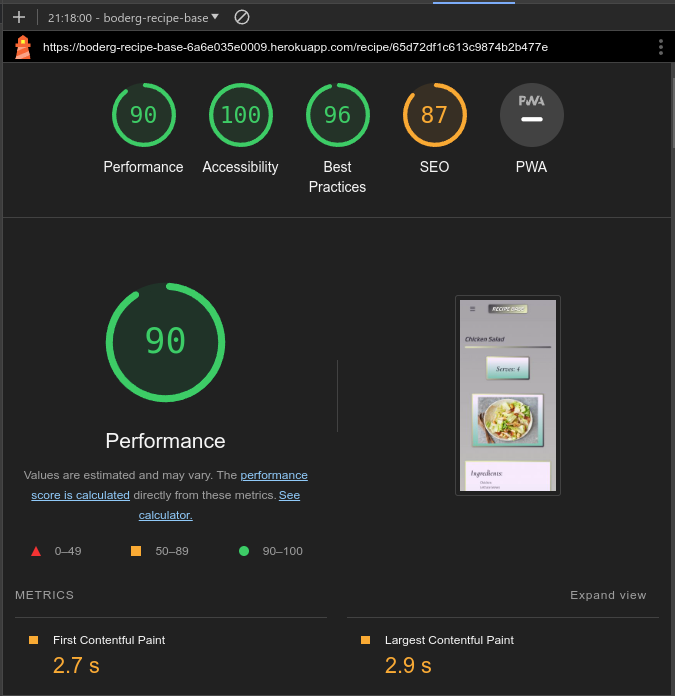 21:18:00 - boderg-recipe-base
https://boderg-recipe-base-6a6e035e0009.herokuapp.com/recipe/65d72df1c613c9874b2b477e
90
100
96
87
PWA
Performance
Accessibility
Best
Practices
SEO
PWA
90
RECIPE BASE
Chicken Salad
Serves: 4
Ingredients:
Performance
Values are estimated and may vary. The performance
score is calculated directly from these metrics. See
calculator.
0–49
50–89
90–100
METRICS
Expand view
First Contentful Paint
2.7 s
Largest Contentful Paint
2.9 s